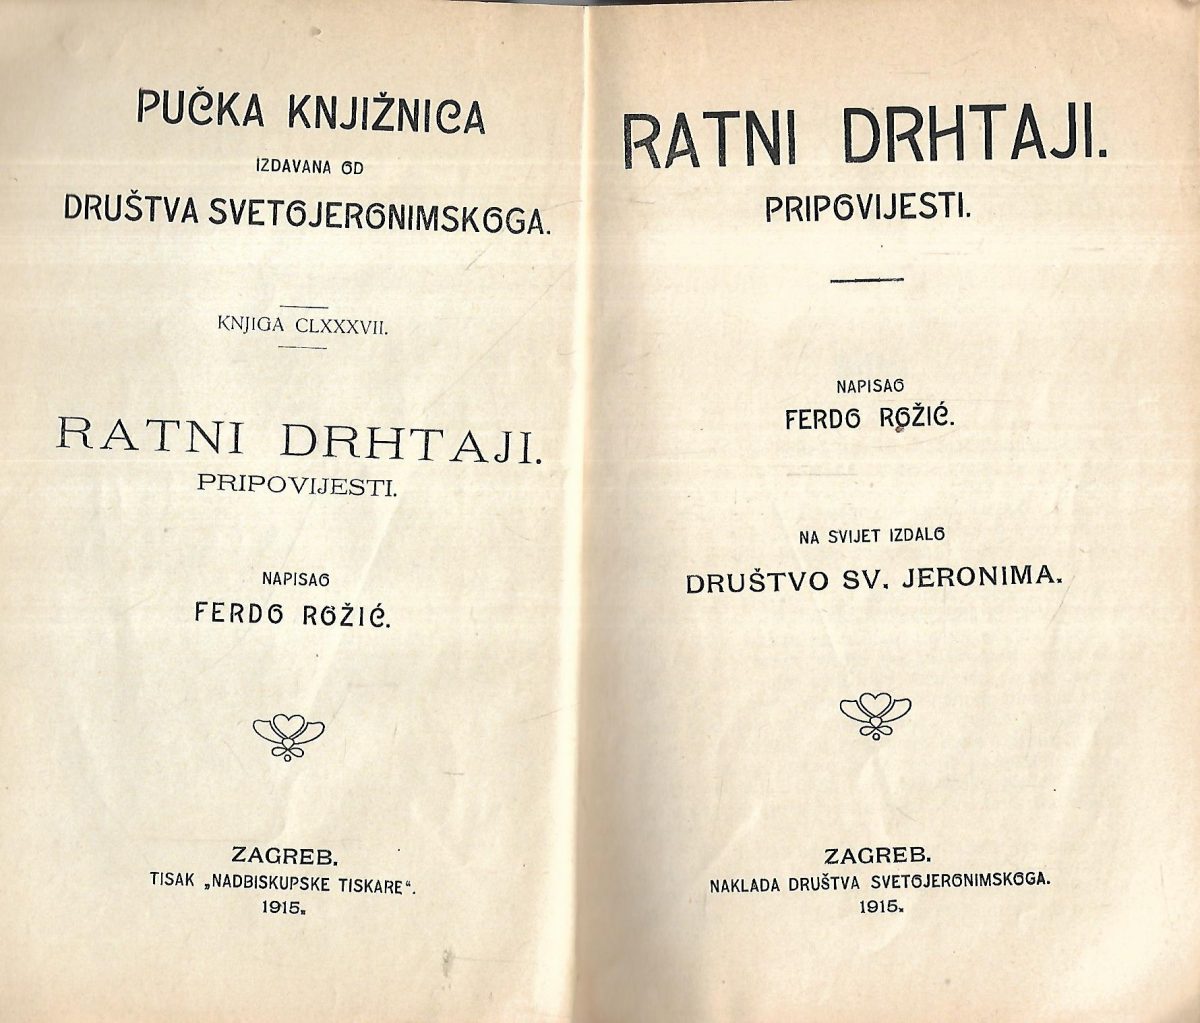 PUČKA KNJIŽNICA
IZDAVANA OD
DRUŠTVA SVETOJERONIMSKOGA.
KNJIGA CLXXXVII.
RATNI DRHTAJI.
PRIPOVIJESTI.
NAPISAO
FERDO ROŽIĆ.
ZAGREB.
TISAK „NADBISKUPSKE TISKARE“.
1915.
RATNI DRHTAJI.
PRIPOVIJESTI.
NAPISAO
FERDO ROŽIĆ.
NA SVIJET IZDALO
DRUŠTVO SV. JERONIMA.
ZAGREB.
NAKLADA DRUŠTVA SVETOJERONIMSKOGA.
1915.